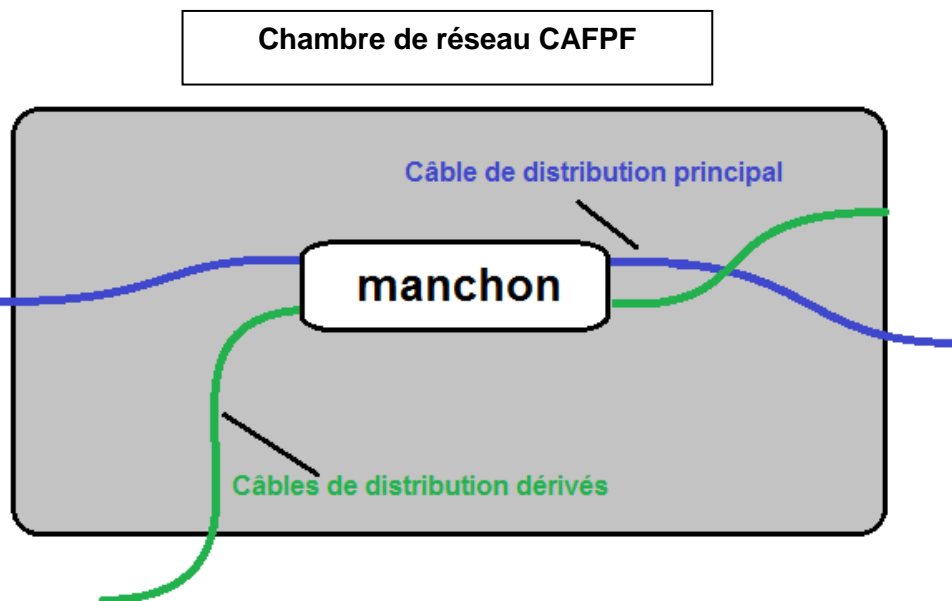 Chambre de réseau CAFPF
Câble de distribution principal
manchon
Câbles de distribution dérivés